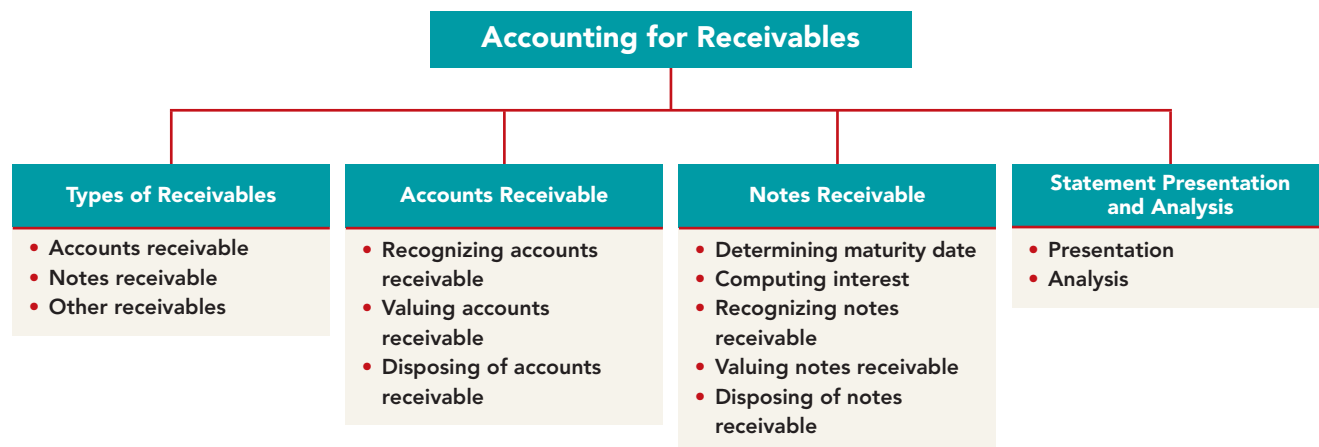 Accounting for Receivables
Types of Receivables
• Accounts receivable
• Notes receivable
• Other receivables
Accounts Receivable
• Recognizing accounts
receivable
• Valuing accounts
receivable
• Disposing of accounts
receivable
Notes Receivable
• Determining maturity date
• Computing interest
• Recognizing notes
receivable
• Valuing notes receivable
• Disposing of notes
receivable
Statement Presentation
and Analysis
• Presentation
• Analysis